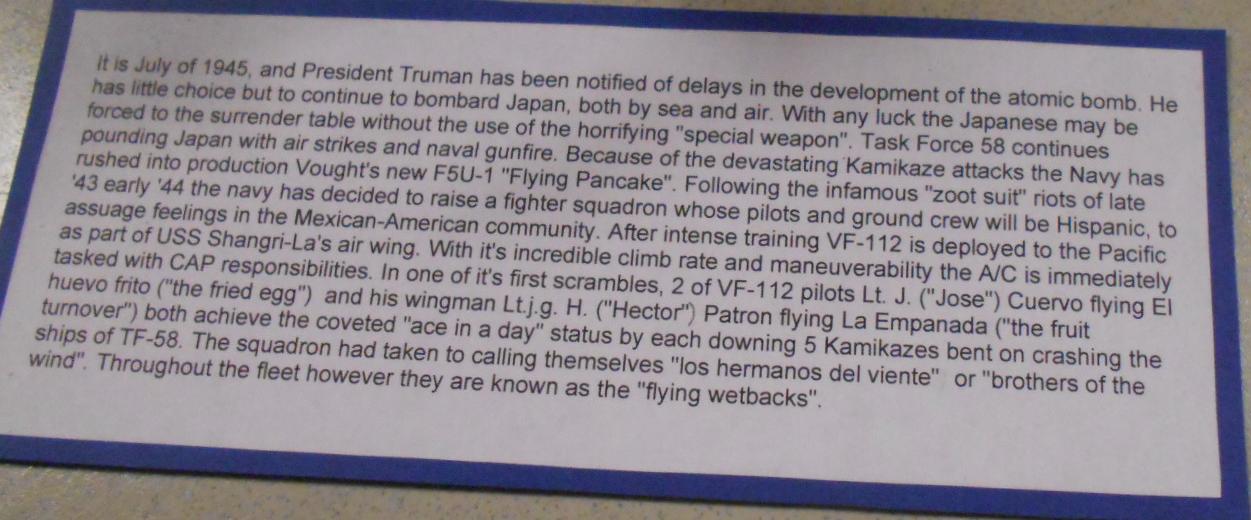 It is July of 1945, and President Truman has been notified of delays in the development of the atomic bomb. He
has little choice but to continue to bombard Japan, both by sea and air. With any luck the Japanese may be
forced to the surrender table without the use of the horrifying "special weapon". Task Force 58 continues
pounding Japan with air strikes and naval gunfire. Because of the devastating Kamikaze attacks the Navy has
rushed into production Vought's new F5U-1 "Flying Pancake". Following the infamous "zoot suit" riots of late
'43 early '44 the navy has decided to raise a fighter squadron whose pilots and ground crew will be Hispanic, to
assuage feelings in the Mexican-American community. After intense training VF-112 is deployed to the Pacific
as part of USS Shangri-La's air wing. With it's incredible climb rate and maneuverability the A/C is immediately
tasked with CAP responsibilities. In one of it's first scrambles, 2 of VF-112 pilots Lt. J. ("Jose") Cuervo flying El
huevo frito ("the fried egg") and his wingman Lt.j.g. H. ("Hector") Patron flying La Empanada ("the fruit
turnover") both achieve the coveted "ace in a day" status by each downing 5 Kamikazes bent on crashing the
ships of TF-58. The squadron had taken to calling themselves "los hermanos del viente" or "brothers of the
wind". Throughout the fleet however they are known as the "flying wetbacks".